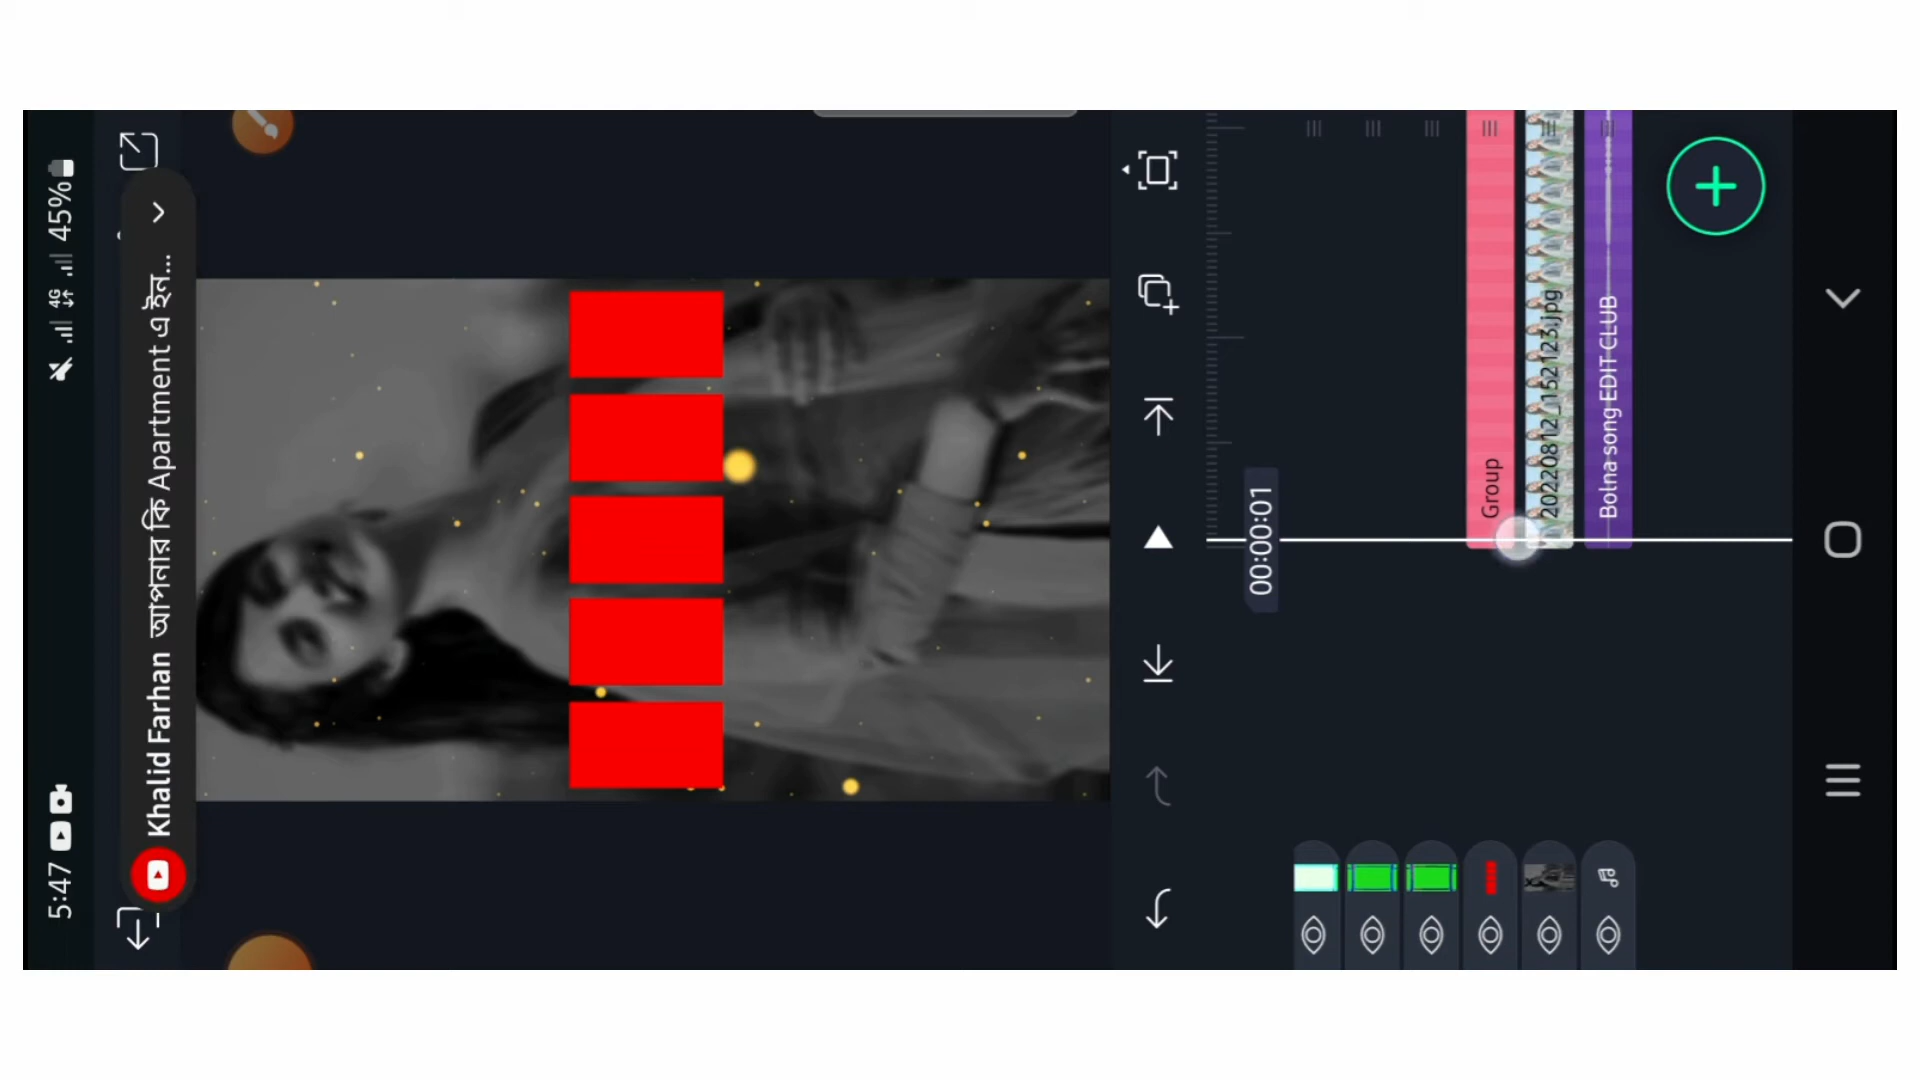 5:47
4G
45%
Khalid Farhan আপনার কি Apartment এ ইন...
00:00:01
Group
20220812_152123.jpg
Bolna song EDIT CLUB